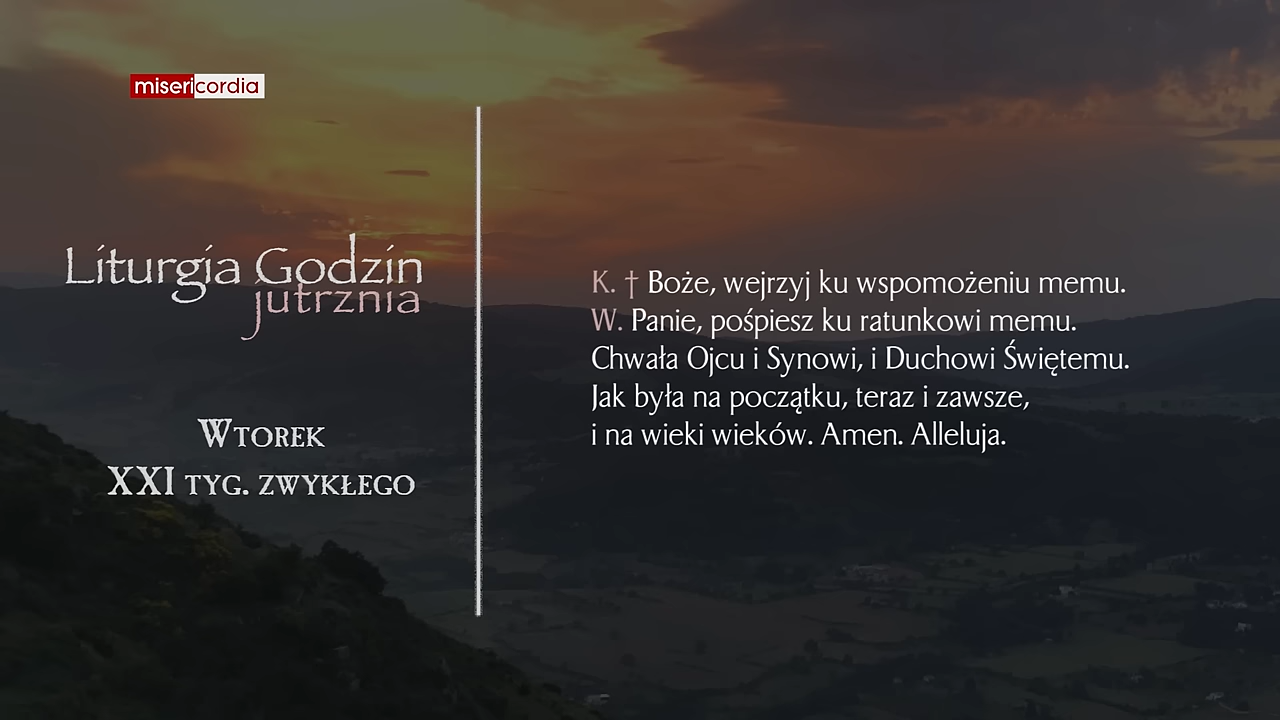 misericordia
Liturgia Godzin
jutrznia
Wtorek
XXI tyg. zwykłego
K. † Boże, wejrzyj ku wspomożeniu memu.
W. Panie, pośpiesz ku ratunkowi memu.
Chwała Ojcu i Synowi, i Duchowi Świętemu.
Jak była na początku, teraz i zawsze,
i na wieki wieków. Amen. Alleluja.